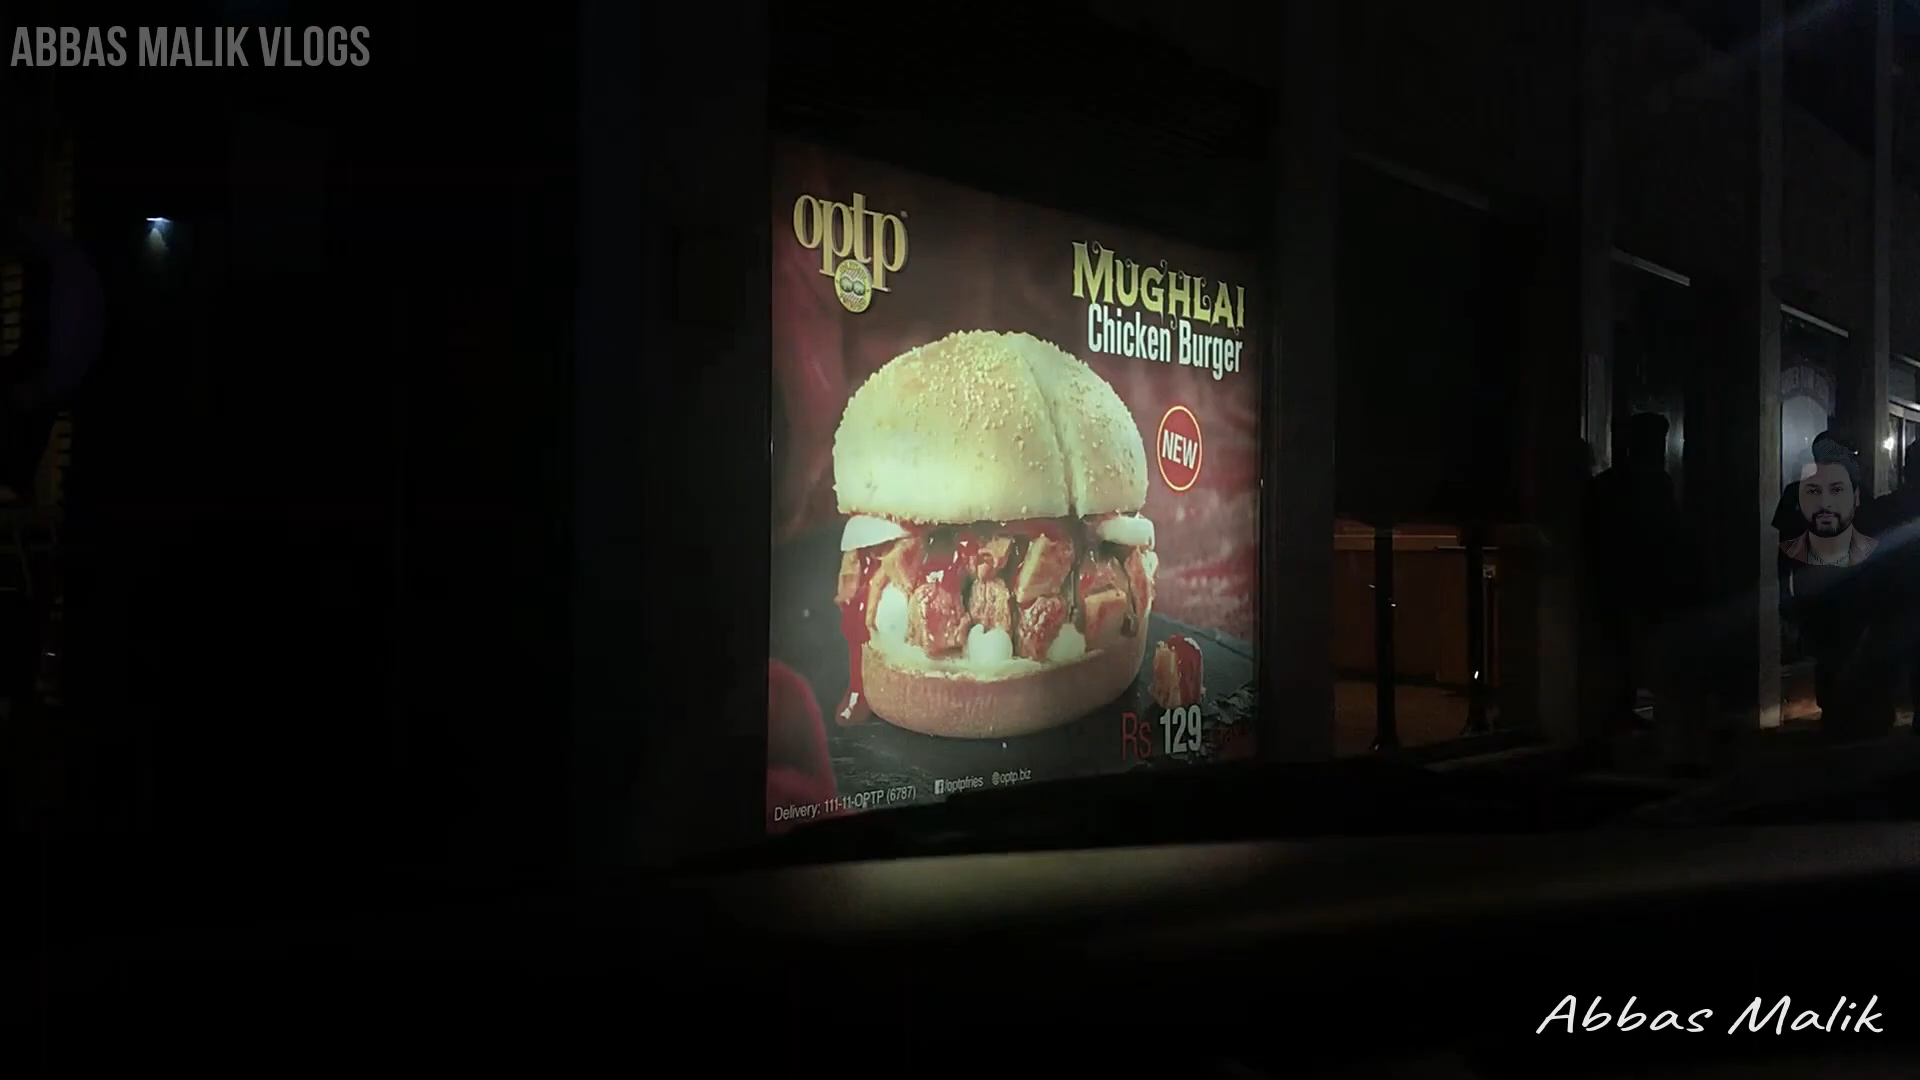 ABBAS MALIK VLOGS
optp
MUGHLAI
Chicken Burger
NEW
Rs 129
Delivery: 111-11-OPTP (6787) /optpfries @optp.biz
Abbas Malik